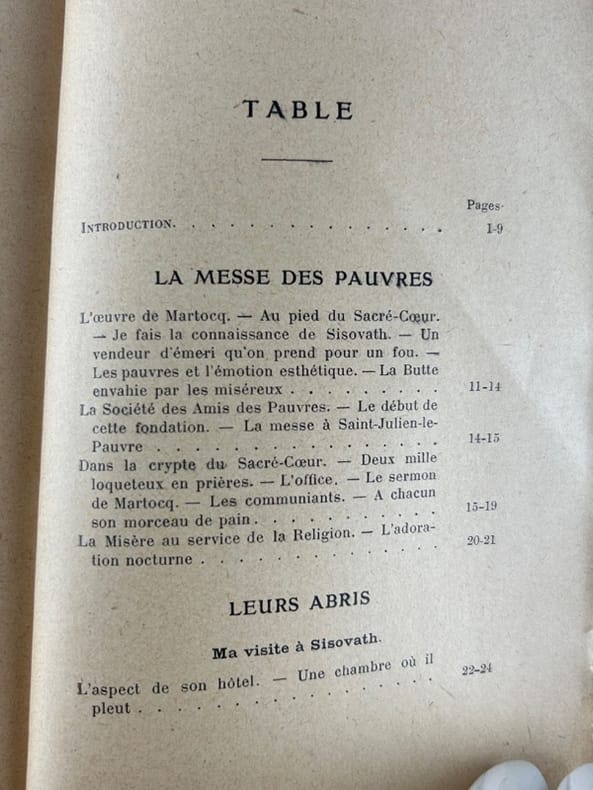 TABLE
Pages.
INTRODUCTION. . . . . . . . . . . . . . . 1-9
LA MESSE DES PAUVRES
L'œuvre de Martocq. — Au pied du Sacré-Cœur.
— Je fais la connaissance de Sisovath. — Un
vendeur d'émeri qu'on prend pour un fou. —
Les pauvres et l'émotion esthétique. — La Butte
envahie par les miséreux . . . . . . . . . 11-14
La Société des Amis des Pauvres. — Le début de
cette fondation. — La messe à Saint-Julien-le-
Pauvre . . . . . . . . . . . . . . . 14-15
Dans la crypte du Sacré-Cœur. — Deux mille
loqueteux en prières. — L'office. — Le sermon
de Martocq. — Les communiants. — A chacun
son morceau de pain . . . . . . . . . . 15-19
La Misère au service de la Religion. — L'adora-
tion nocturne . . . . . . . . . . . . . 20-21
LEURS ABRIS
Ma visite à Sisovath.
L'aspect de son hôtel. — Une chambre où il
pleut . . . . . . . . . . . . . . . . 22-24